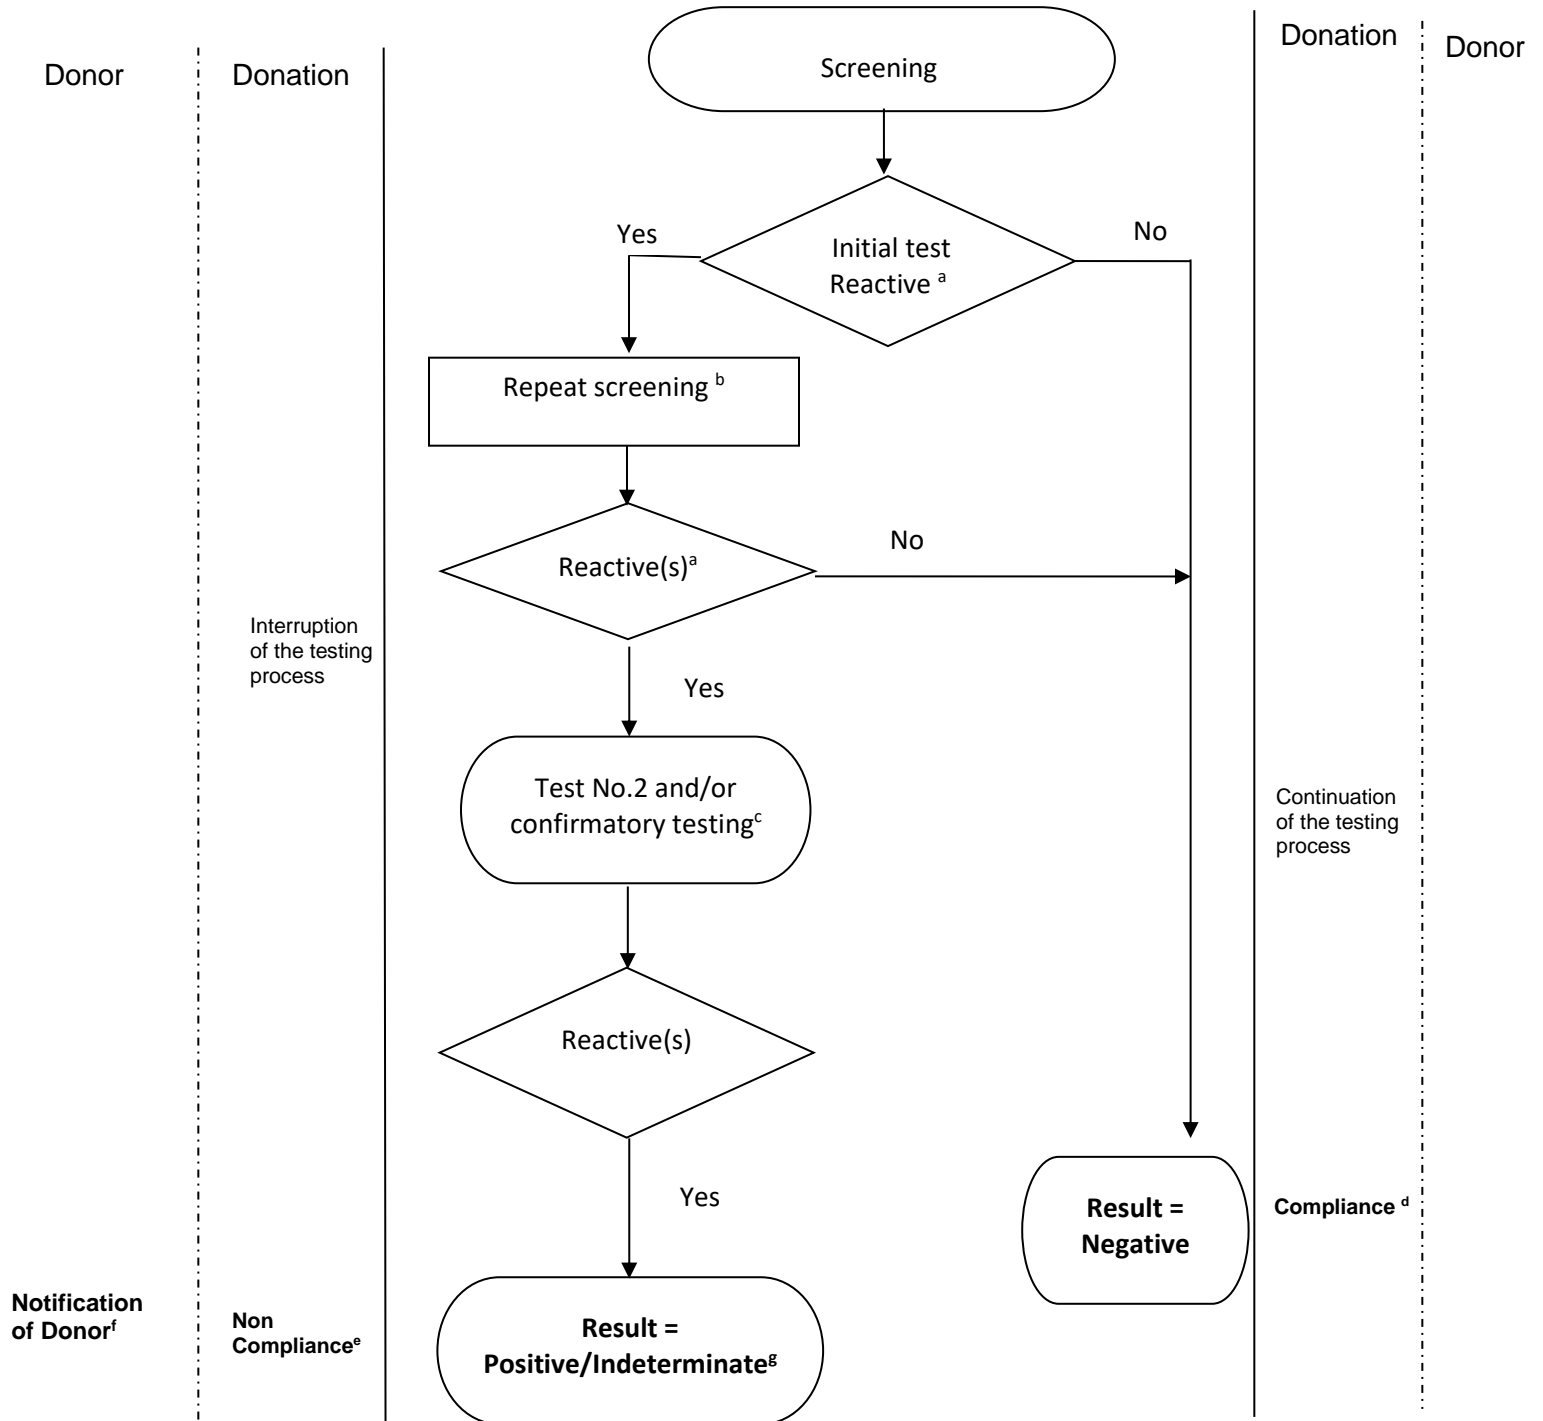 Donor
Donation
Screening
Donation
Donor
Yes
Initial test
Reactive a
No
Repeat screening b
Reactive(s)a
No
Interruption
of the testing
process
Yes
Test No.2 and/or
confirmatory testingc
Continuation
of the testing
process
Reactive(s)
Yes
Result =
Negative
Compliance d
Notification
of Donorf
Non
Compliancee
Result =
Positive/Indeterminateg